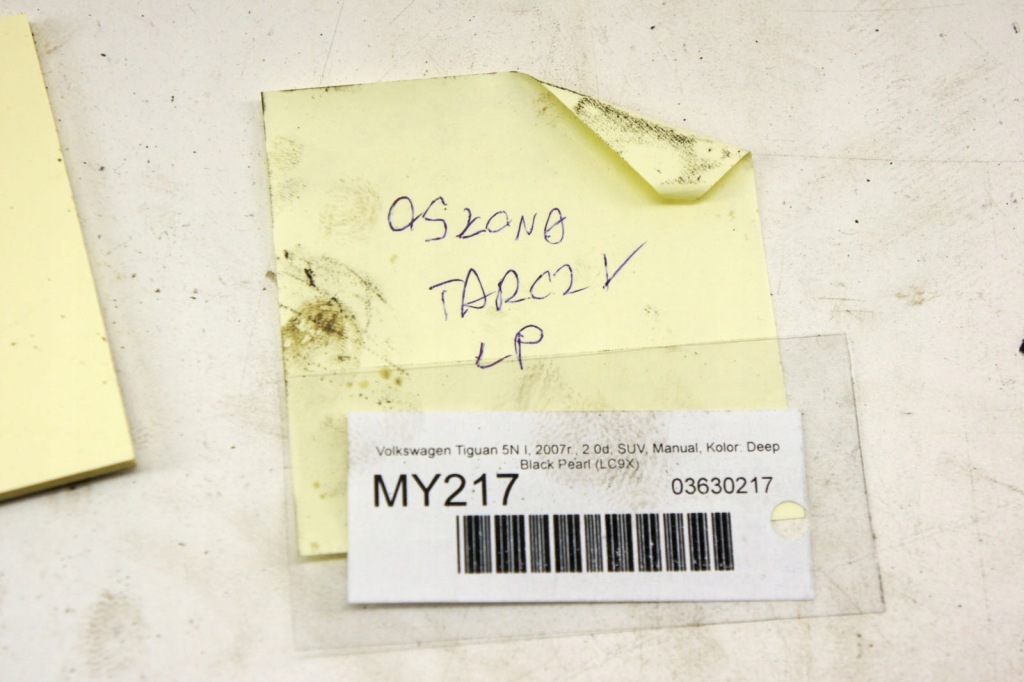 OSŁONA
TARCZY
LP
Volkswagen Tiguan 5N I, 2007r., 2.0d, SUV, Manual, Kolor: Deep
Black Pearl (LC9X)
MY217
03630217